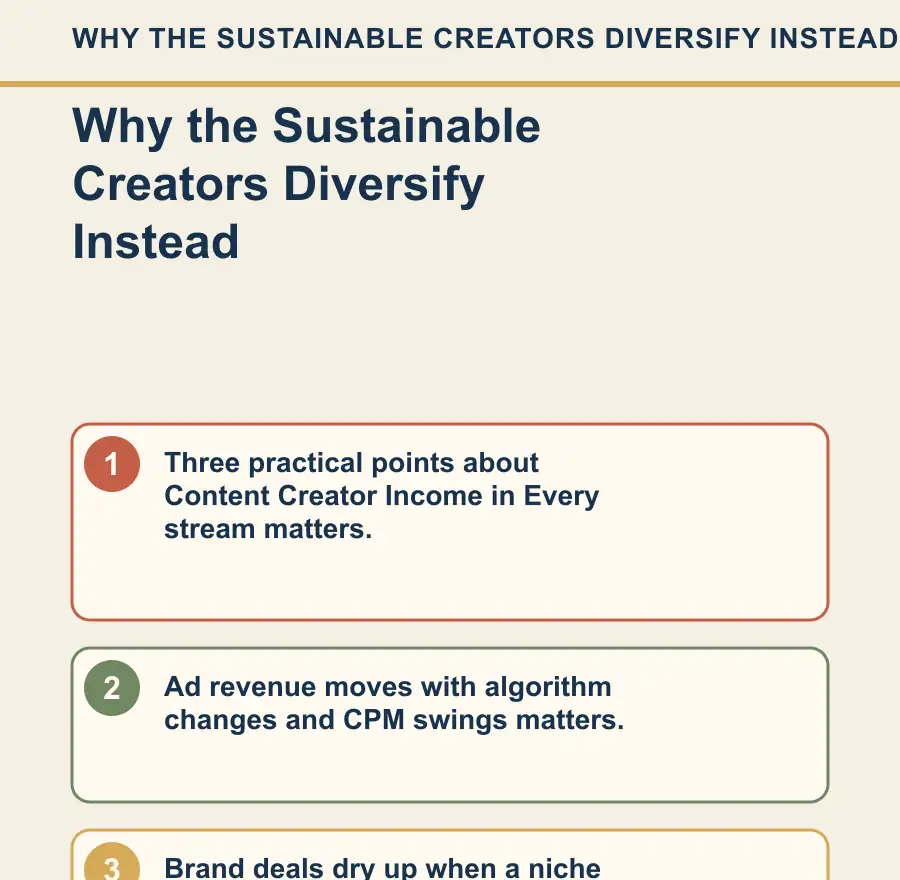 WHY THE SUSTAINABLE CREATORS DIVERSIFY INSTEAD
Why the Sustainable
Creators Diversify
Instead
1
Three practical points about
Content Creator Income in Every
stream matters.
2
Ad revenue moves with algorithm
changes and CPM swings matters.
3
Brand deals dry up when a niche